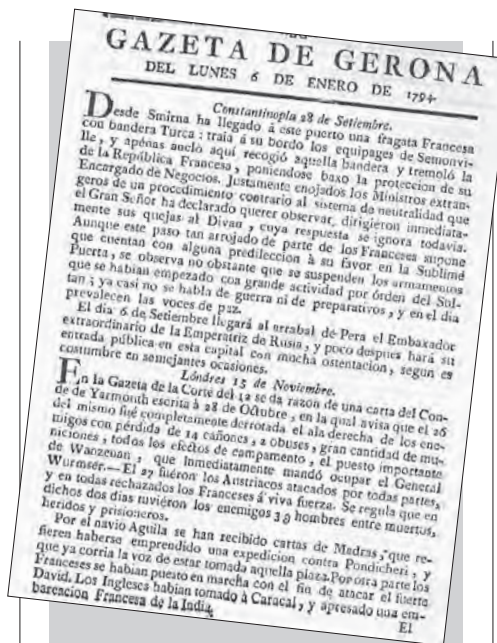 GAZETA DE GERONA
DEL LUNES 6 DE ENERO DE 1794
Constantinopla 28 de Setiembre.
Desde Smirna ha llegado á este puerto una fragata Francesa
con bandera Turca: traía á su bordo los equipages de Semonvi-
lle, y apénas ancló aquí recogió aquella bandera y tremoló la
de la República Francesa, poniendose baxo la proteccion de su
Encargado de Negocios. Justamente enojados los Ministros extran-
geros de un procedimiento contrario al sistema de neutralidad que
el Gran Señor ha declarado querer observar, dirigieron inmediata-
mente sus quejas al Divan, cuya respuesta se ignora todavia.
Aunque este paso tan arrojado de parte de los Franceses supone
que cuentan con alguna predileccion à su favor en la Sublime
Puerta, se observa no obstante que se suspenden los armamentos
que se habian empezado con grande actividad por órden del Sol-
tan; ya casi no se habla de guerra ni de preparativos, y en el dia
prevalecen las voces de paz.
El dia 6 de Setiembre llegará al arrabal de Pera el Embaxador
extraordinario de la Emperatriz de Rusia, y poco despues hará su
entrada pública en esta capital con mucha ostentacion, segun es
costumbre en semejantes ocasiones.
Lóndres 15 de Noviembre.
En la Gazeta de la Corte del 12 se da razon de una carta del Con-
de de Yarmonth escrita à 28 de Octubre, en la qual avisa que el 26
del mismo fué completamente derrotada el ala derecha de los ene-
migos con pérdida de 14 cañones, 2 obuses, gran cantidad de mu-
niciones, todos los efectos de campamento, el puesto importante
de Wanzenau, que inmediatamente mandó ocupar el General
Wurmser.—El 27 fuéron los Austriacos atacados por todas partes,
y en todas rechazados los Franceses á viva fuerza. Se regula que en
dichos dos dias tuviéron los enemigos 3@ hombres entre muertos,
heridos y prisioneros.
Por el navio Aguila se han recibido cartas de Madras, que re-
fieren haberse emprendido una expedicion contra Pondicheri, y
que ya corria la voz de estar tomada aquella plaza. Por otra parte los
Franceses se habian puesto en marcha con el fin de atacar el fuerte
David. Los Ingleses habian tomado à Caracal, y apresado una em-
barcacion Francesa de la India.
El